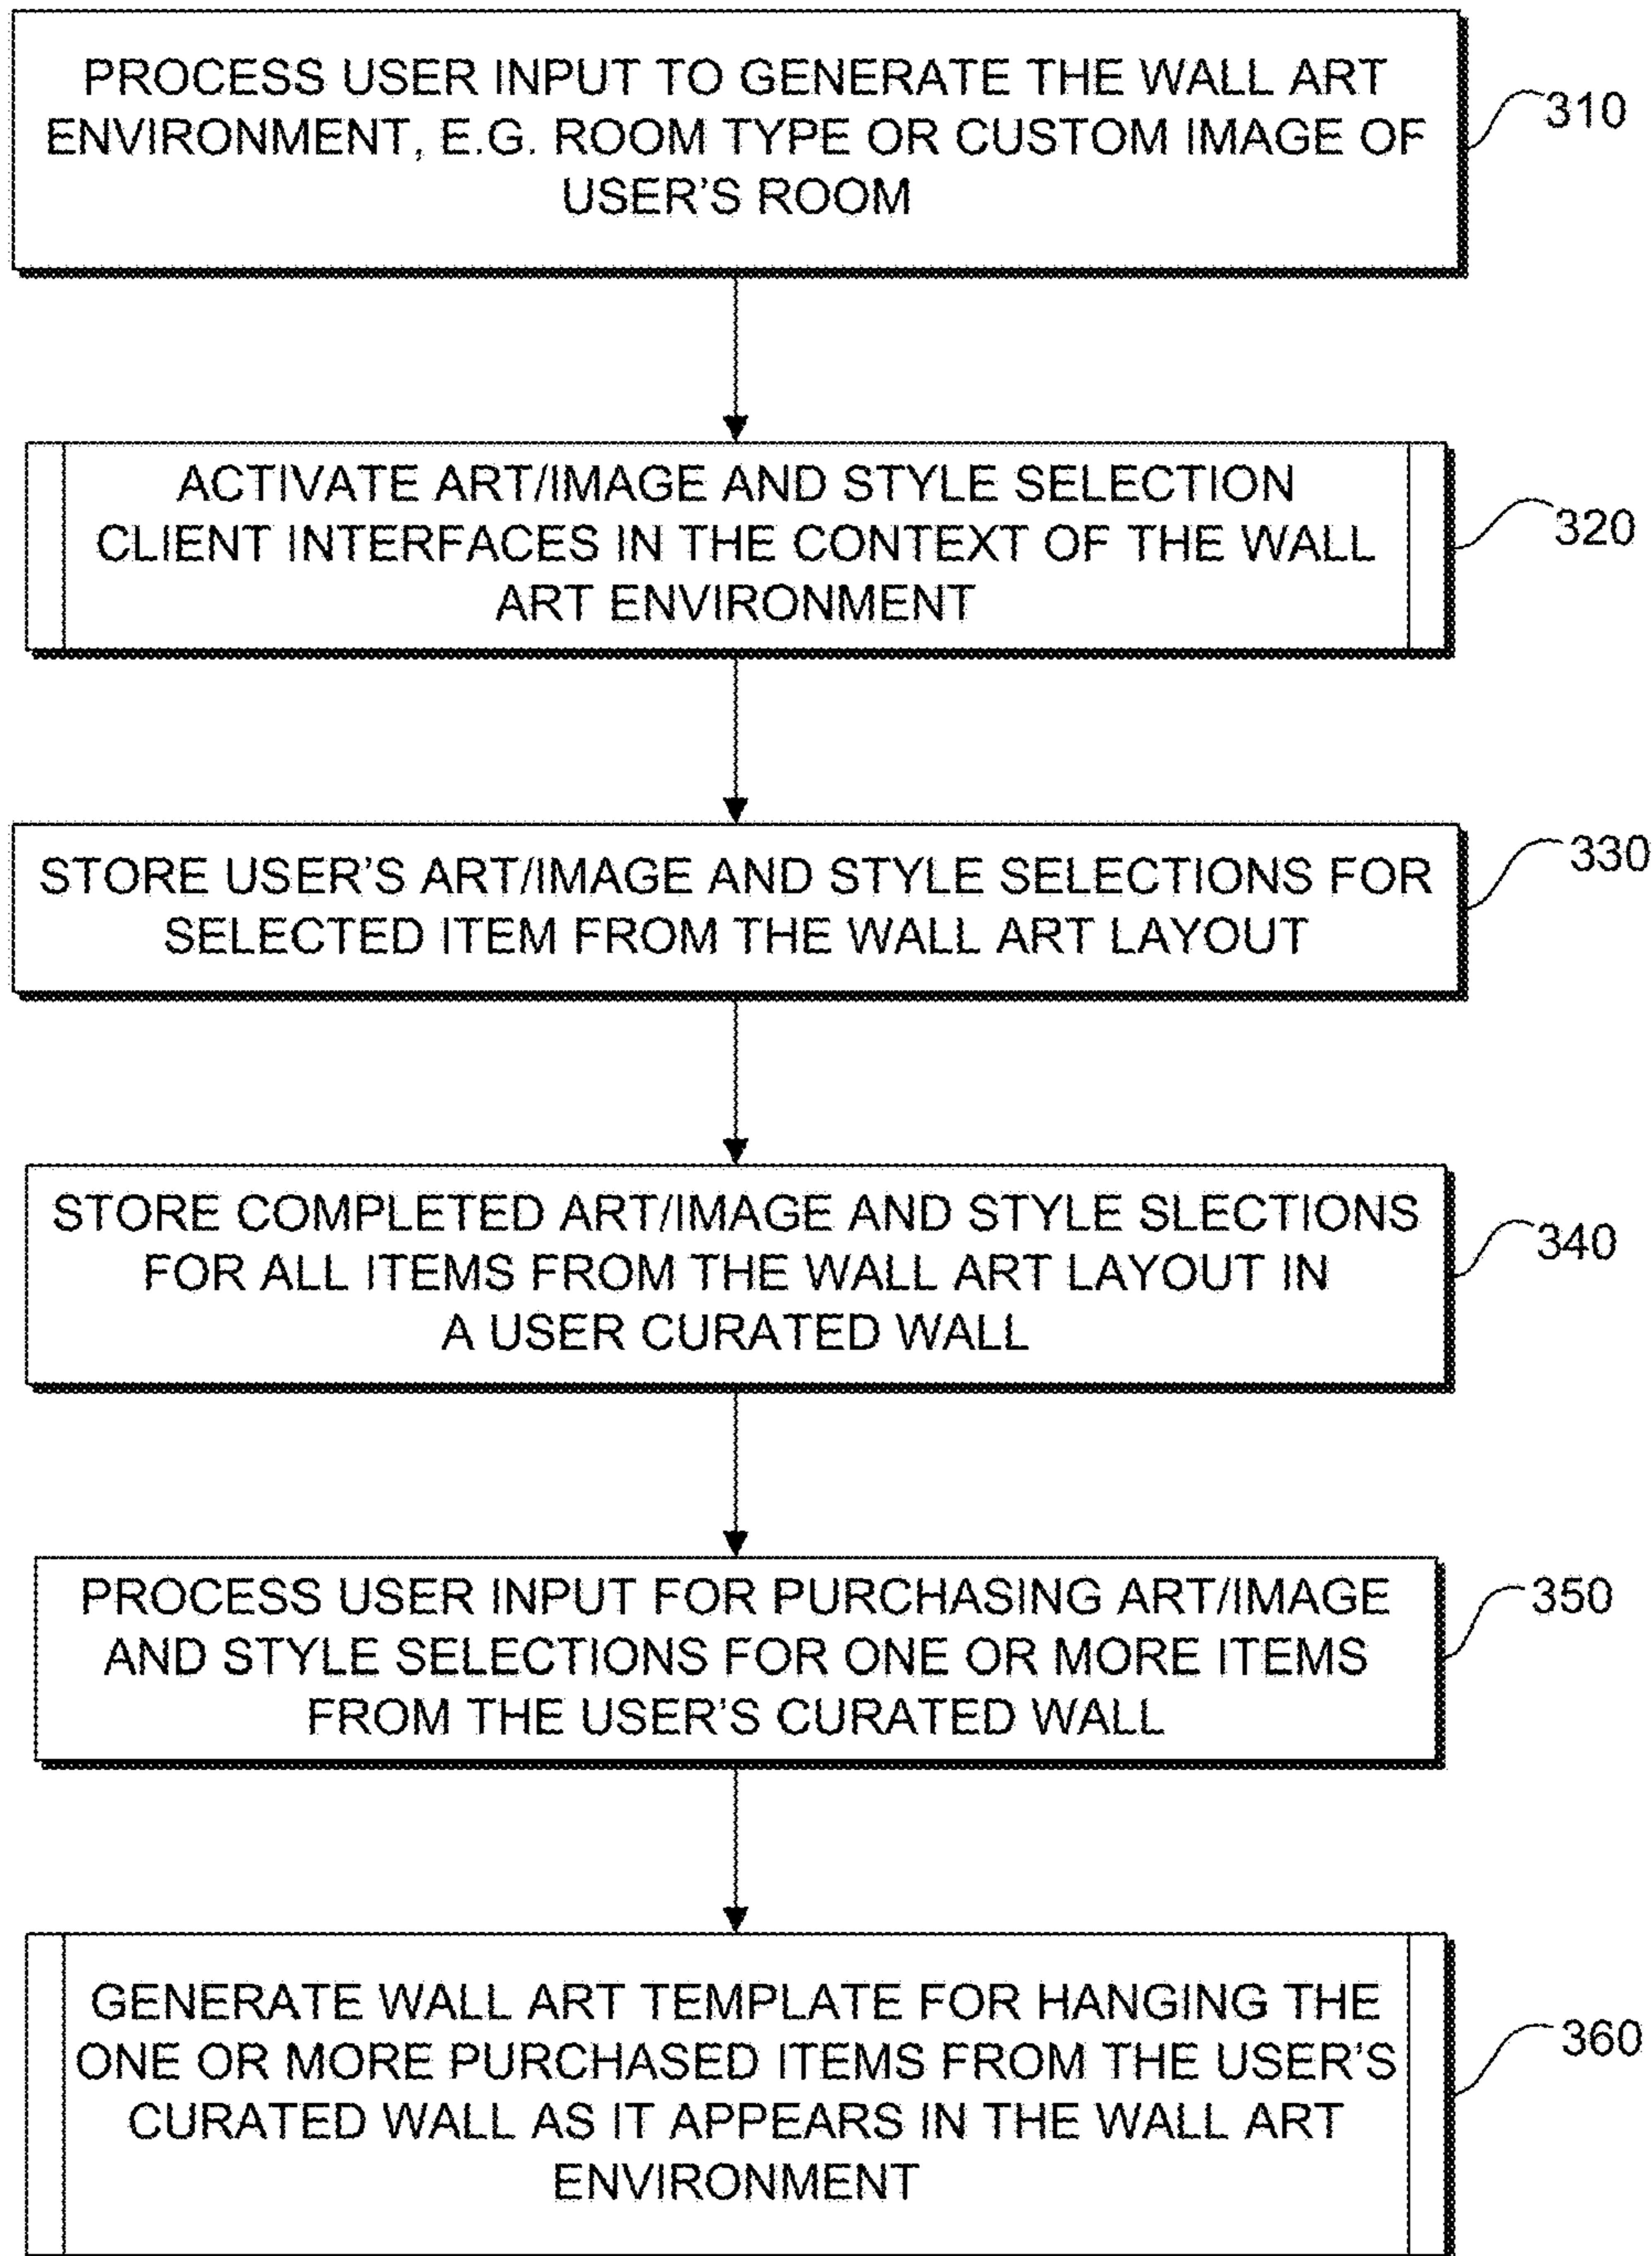 PROCESS USER INPUT TO GENERATE THE WALL ART
ENVIRONMENT, E.G. ROOM TYPE OR CUSTOM IMAGE OF
USER'S ROOM
310
ACTIVATE ART/IMAGE AND STYLE SELECTION
CLIENT INTERFACES IN THE CONTEXT OF THE WALL
ART ENVIRONMENT
320
STORE USER'S ART/IMAGE AND STYLE SELECTIONS FOR
SELECTED ITEM FROM THE WALL ART LAYOUT
330
STORE COMPLETED ART/IMAGE AND STYLE SLECTIONS
FOR ALL ITEMS FROM THE WALL ART LAYOUT IN
A USER CURATED WALL
340
PROCESS USER INPUT FOR PURCHASING ART/IMAGE
AND STYLE SELECTIONS FOR ONE OR MORE ITEMS
FROM THE USER'S CURATED WALL
350
GENERATE WALL ART TEMPLATE FOR HANGING THE
ONE OR MORE PURCHASED ITEMS FROM THE USER'S
CURATED WALL AS IT APPEARS IN THE WALL ART
ENVIRONMENT
360